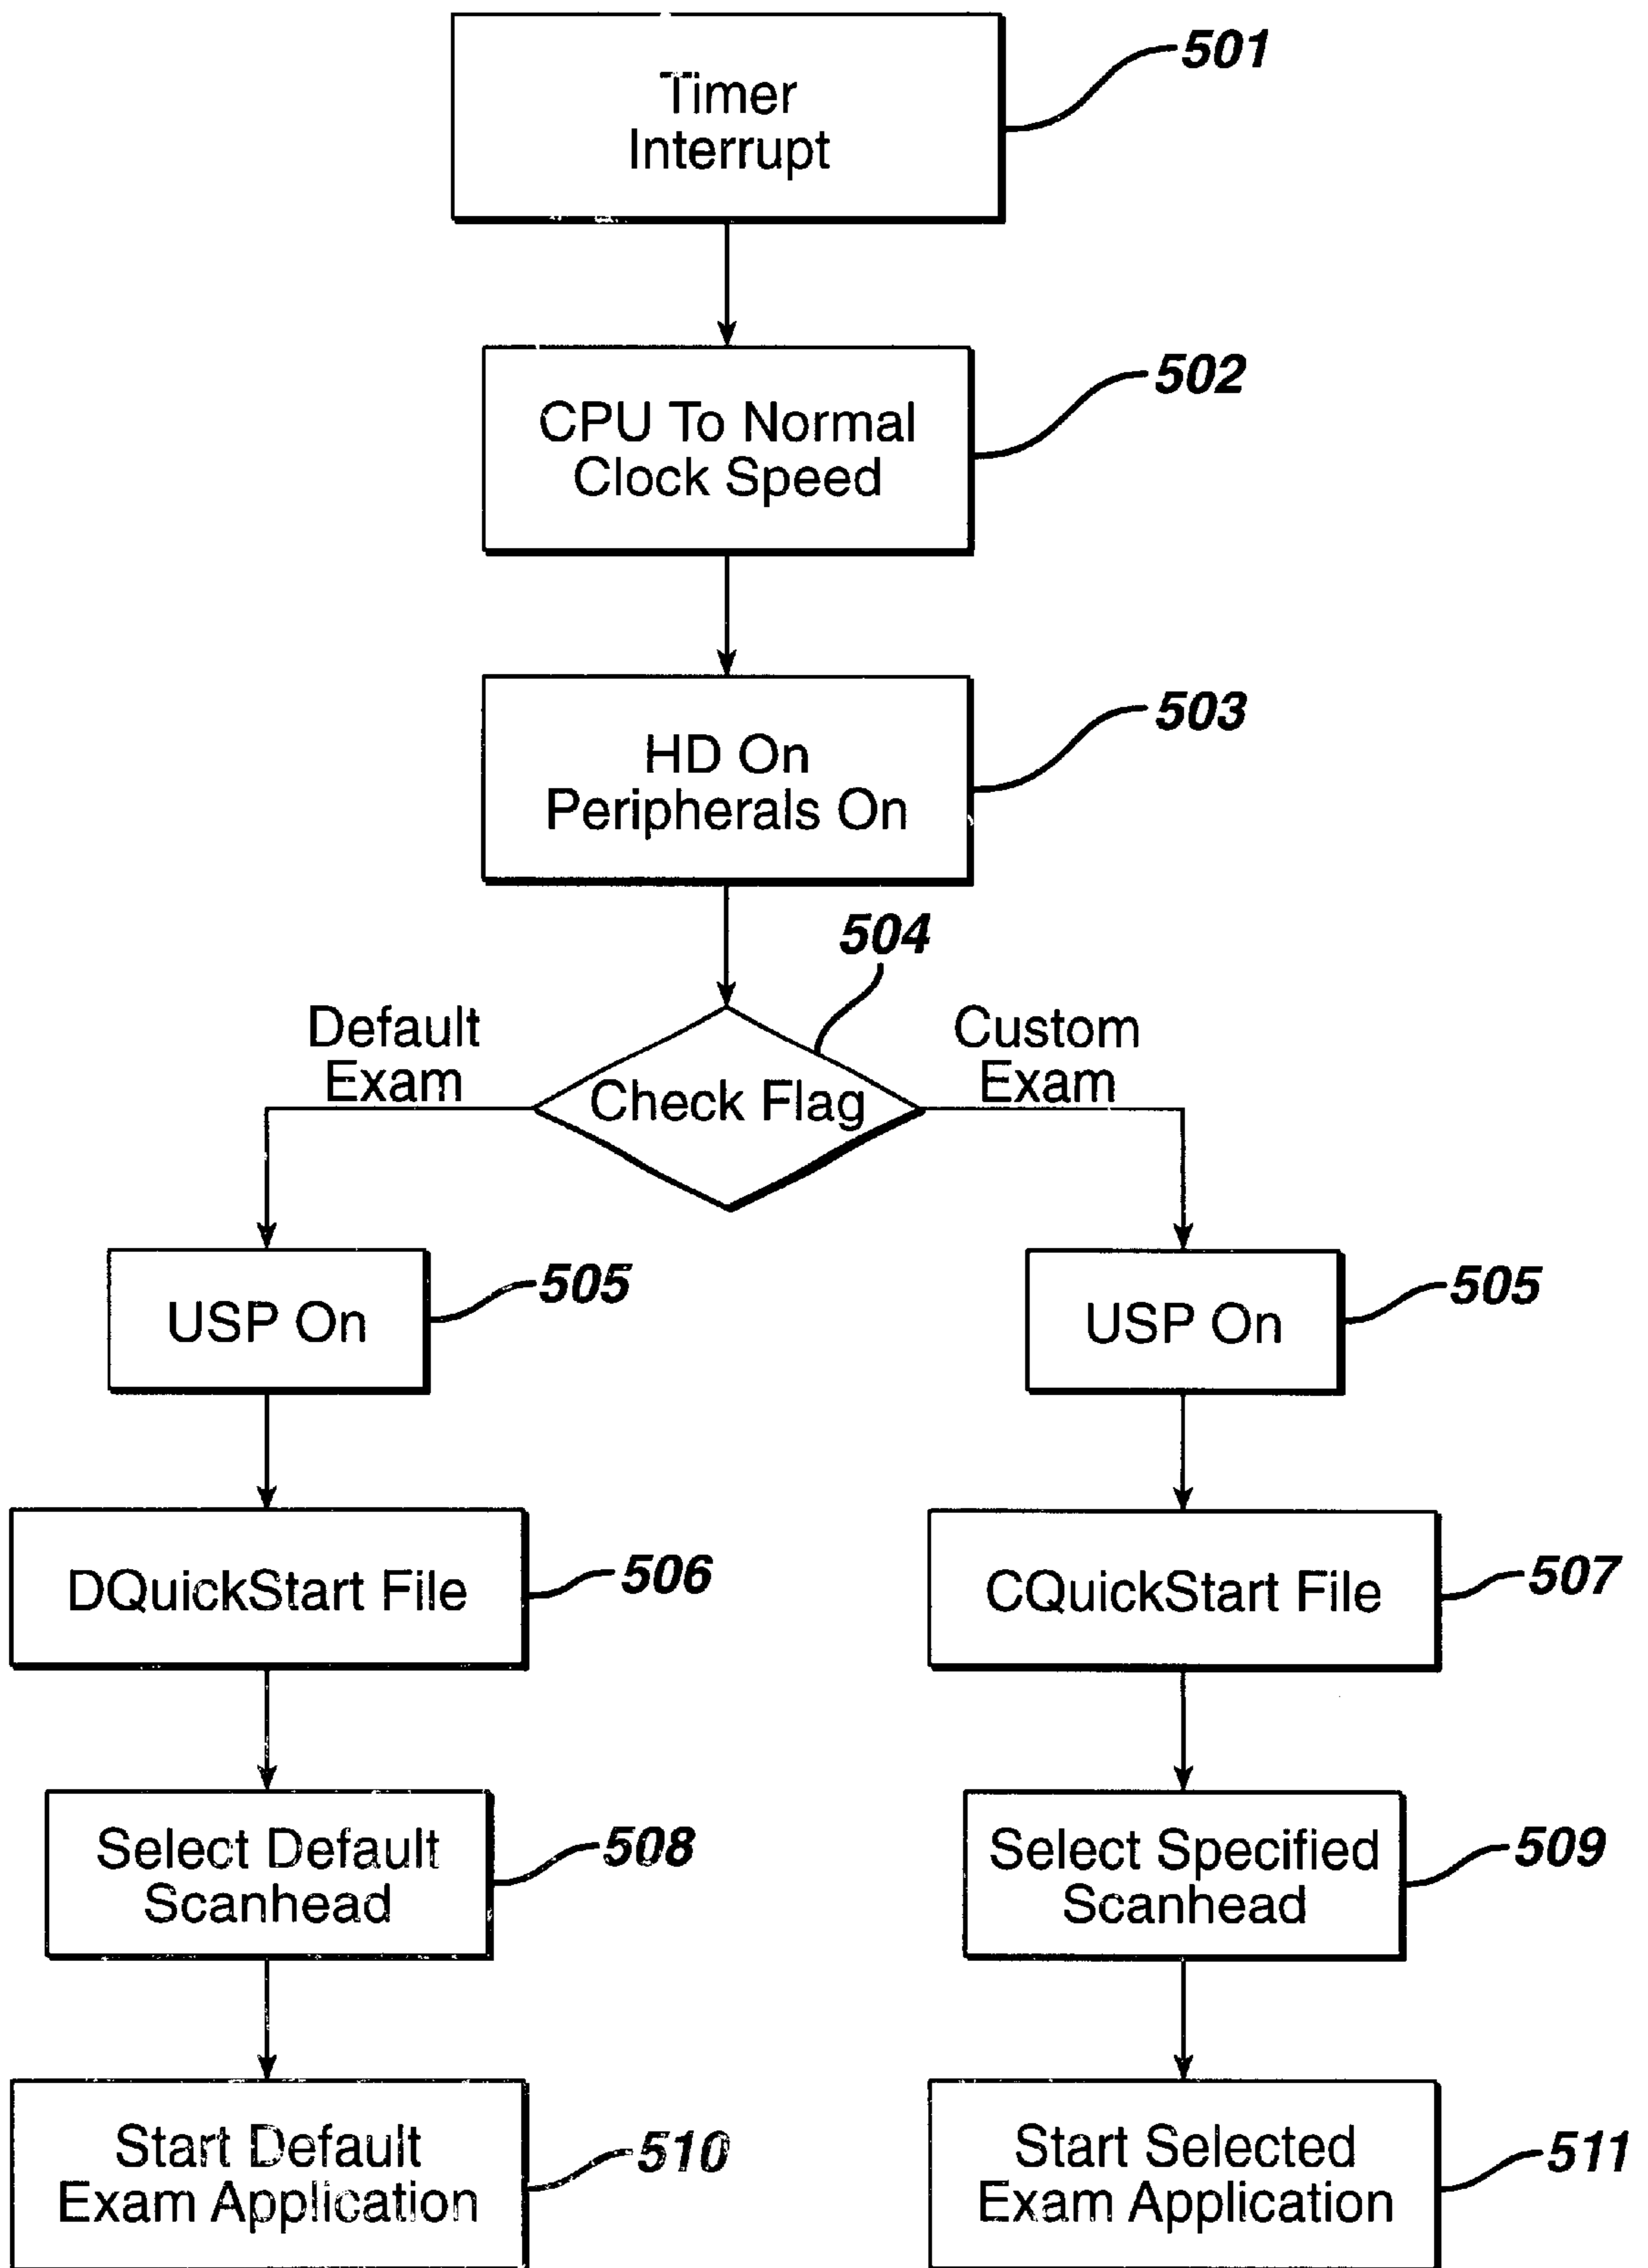 Timer
Interrupt
501
CPU To Normal
Clock Speed
502
HD On
Peripherals On
503
504
Default
Exam
Check Flag
Custom
Exam
USP On
505
USP On
505
DQuickStart File
506
CQuickStart File
507
Select Default
Scanhead
508
Select Specified
Scanhead
509
Start Default
Exam Application
510
Start Selected
Exam Application
511